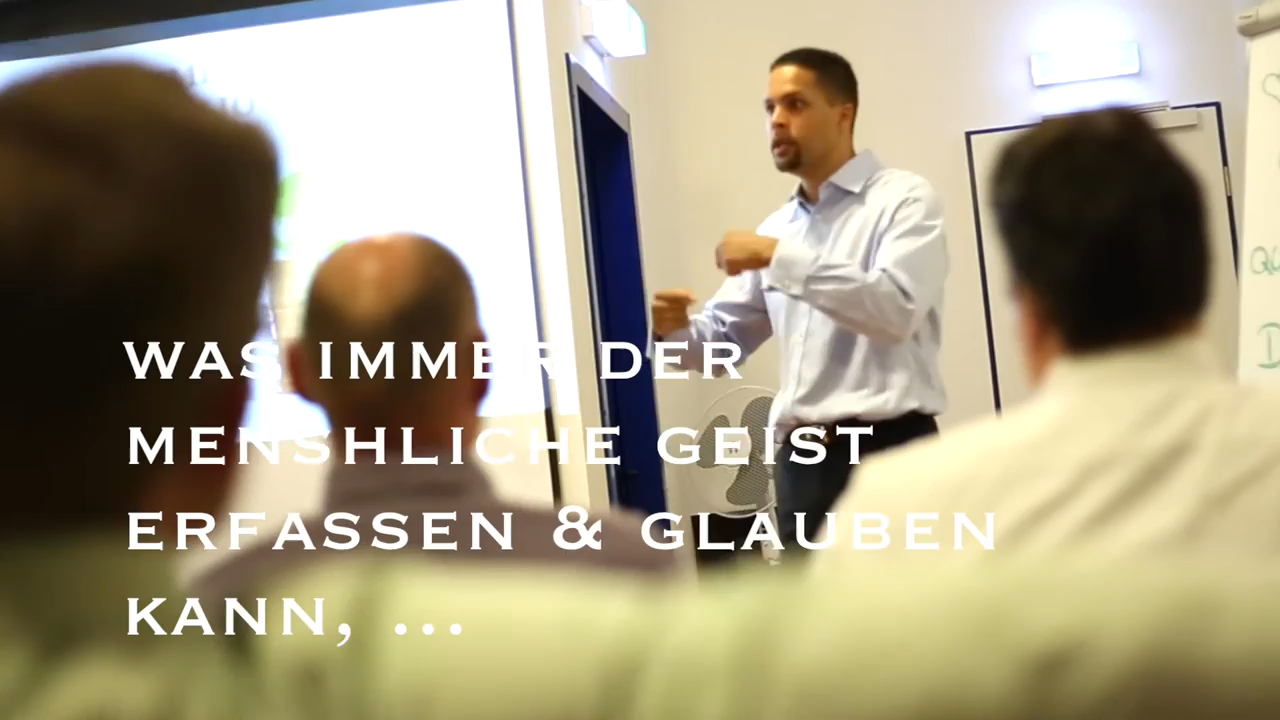 WAS IMMER DER
MENSHLICHE GEIST
ERFASSEN & GLAUBEN
KANN, ...